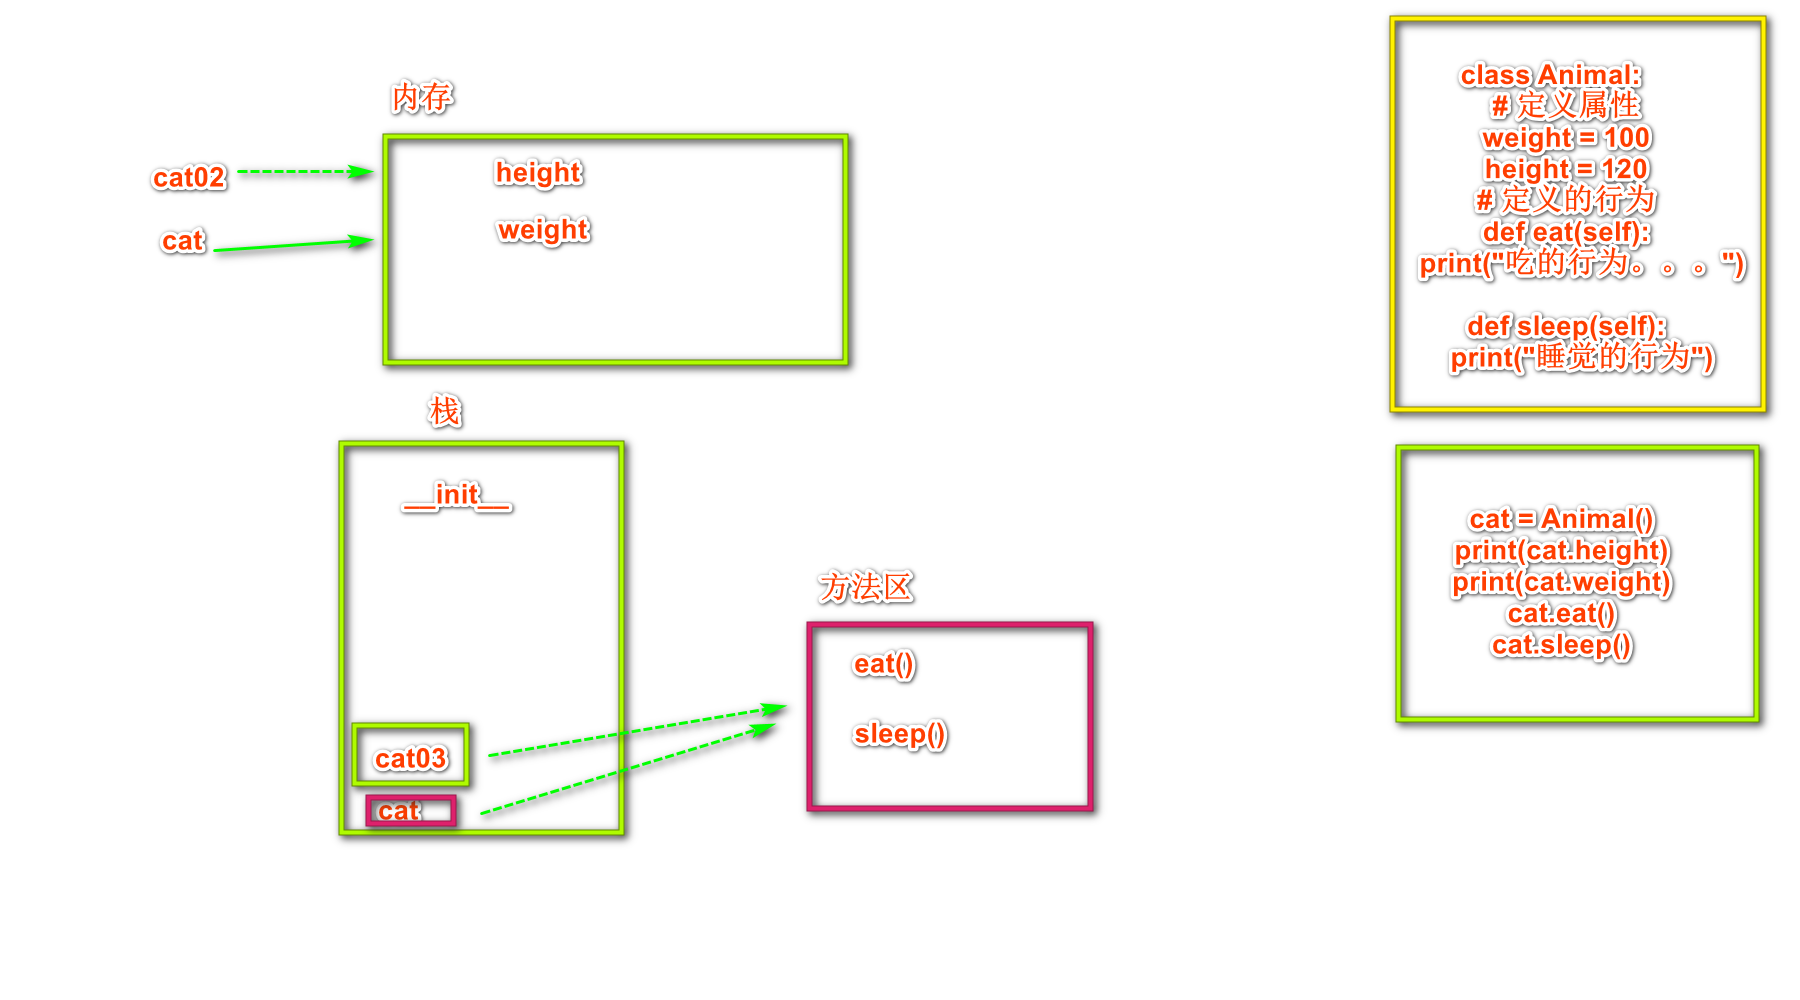 内存
cat02
height
cat
weight
栈
__init__
cat03
cat
方法区
eat()
sleep()
class Animal:
# 定义属性
weight = 100
height = 120
# 定义的行为
def eat(self):
print("吃的行为。。。")
def sleep(self):
print("睡觉的行为")
cat = Animal()
print(cat.height)
print(cat.weight)
cat.eat()
cat.sleep()